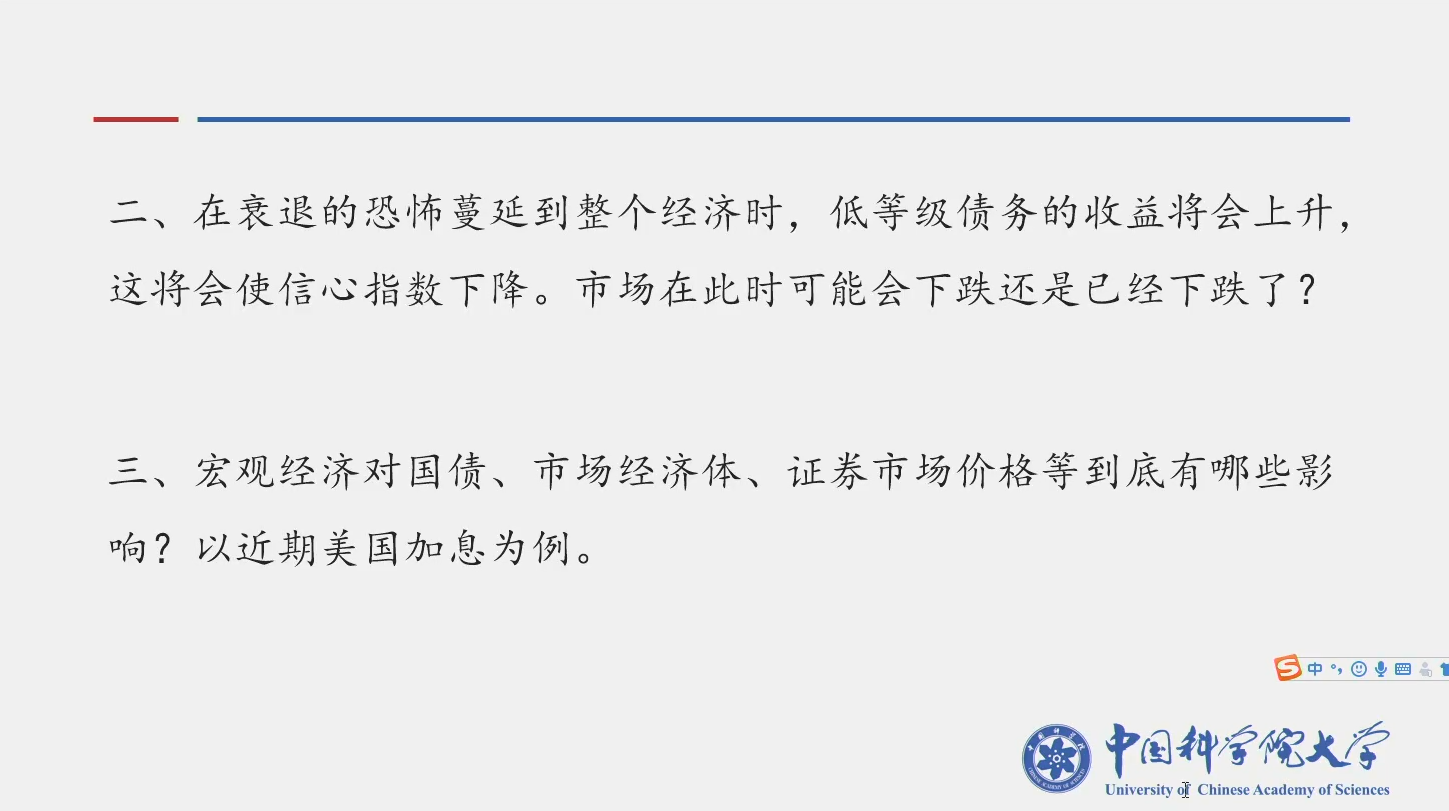 二、在衰退的恐怖蔓延到整个经济时，低等级债务的收益将会上升，
这将会使信心指数下降。市场在此时可能会下跌还是已经下跌了？
三、宏观经济对国债、市场经济体、证券市场价格等到底有哪些影
响？以近期美国加息为例。
中
中国科学院大学
University of Chinese Academy of Sciences